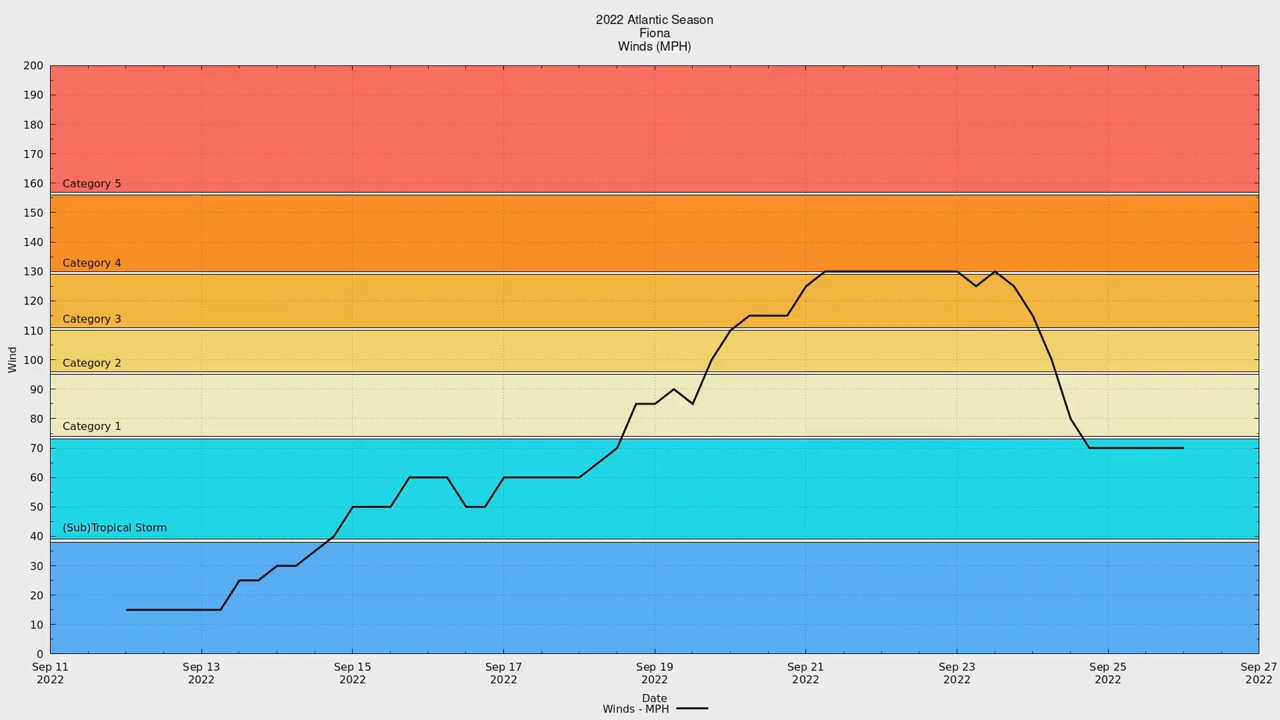 2022 Atlantic Season
Fiona
Winds (MPH)
200
190
180
170
160
150
140
130
120
110
100
90
80
70
60
50
40
30
20
10
0
Wind
Category 5
Category 4
Category 3
Category 2
Category 1
(Sub)Tropical Storm
Sep 11 Sep 13 Sep 15 Sep 17 Sep 19 Sep 21 Sep 23 Sep 25 Sep 27
2022 2022 2022 2022 2022 2022 2022 2022 2022
Date
Winds - MPH